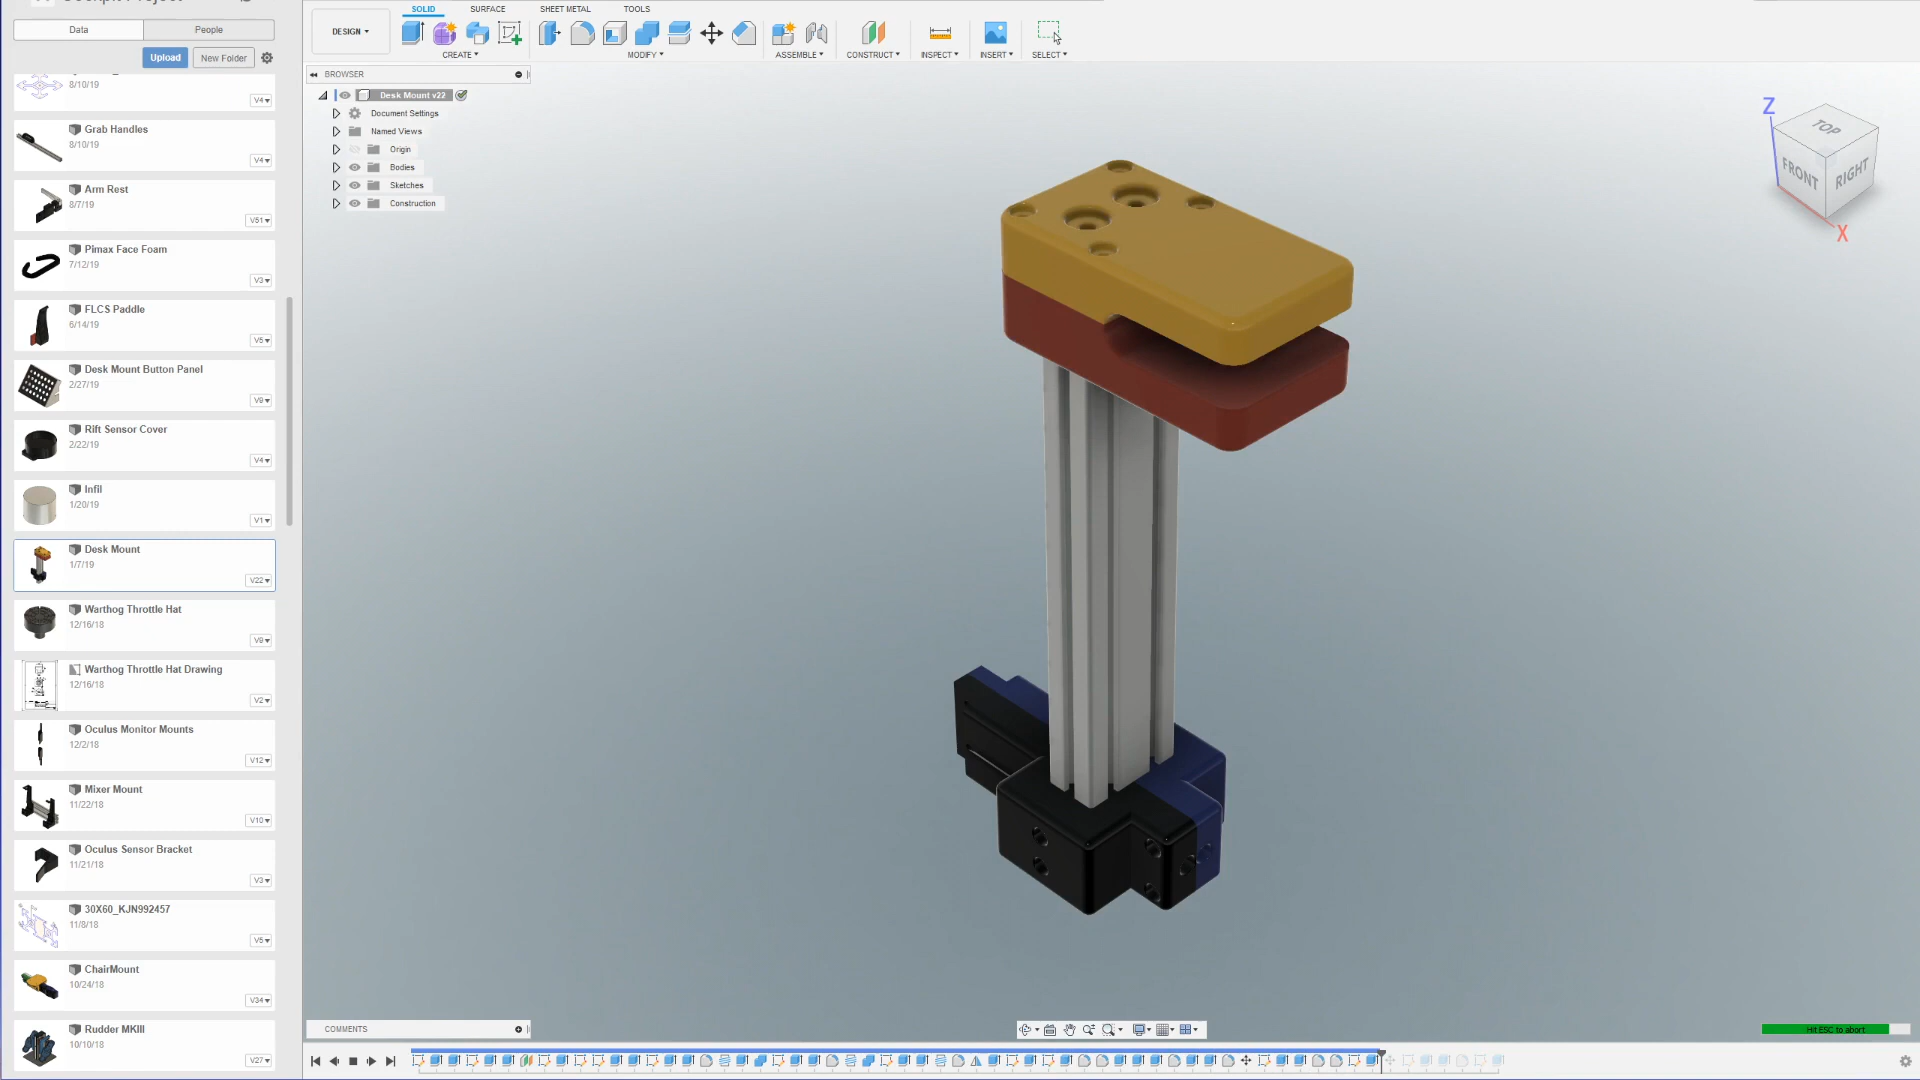 Data
People
Upload
New Folder
8/10/19
V4
Grab Handles
8/10/19
V4
Arm Rest
8/7/19
V51
Pimax Face Foam
7/12/19
V3
FLCS Paddle
6/14/19
V5
Desk Mount Button Panel
2/27/19
V9
Rift Sensor Cover
2/22/19
V4
Infil
1/20/19
V1
Desk Mount
1/7/19
V22
Warthog Throttle Hat
12/16/18
V9
Warthog Throttle Hat Drawing
12/16/18
V2
Oculus Monitor Mounts
12/2/18
V12
Mixer Mount
11/22/18
V10
Oculus Sensor Bracket
11/21/18
V3
30X60_KJN992457
11/8/18
V5
ChairMount
10/24/18
V34
Rudder MKIII
10/10/18
V27
SOLID
SURFACE
SHEET METAL
TOOLS
DESIGN
CREATE
MODIFY
ASSEMBLE
CONSTRUCT
INSPECT
INSERT
SELECT
BROWSER
Desk Mount v22
Document Settings
Named Views
Origin
Bodies
Sketches
Construction
Z
TOP
FRONT
RIGHT
X
COMMENTS
Hit ESC to abort